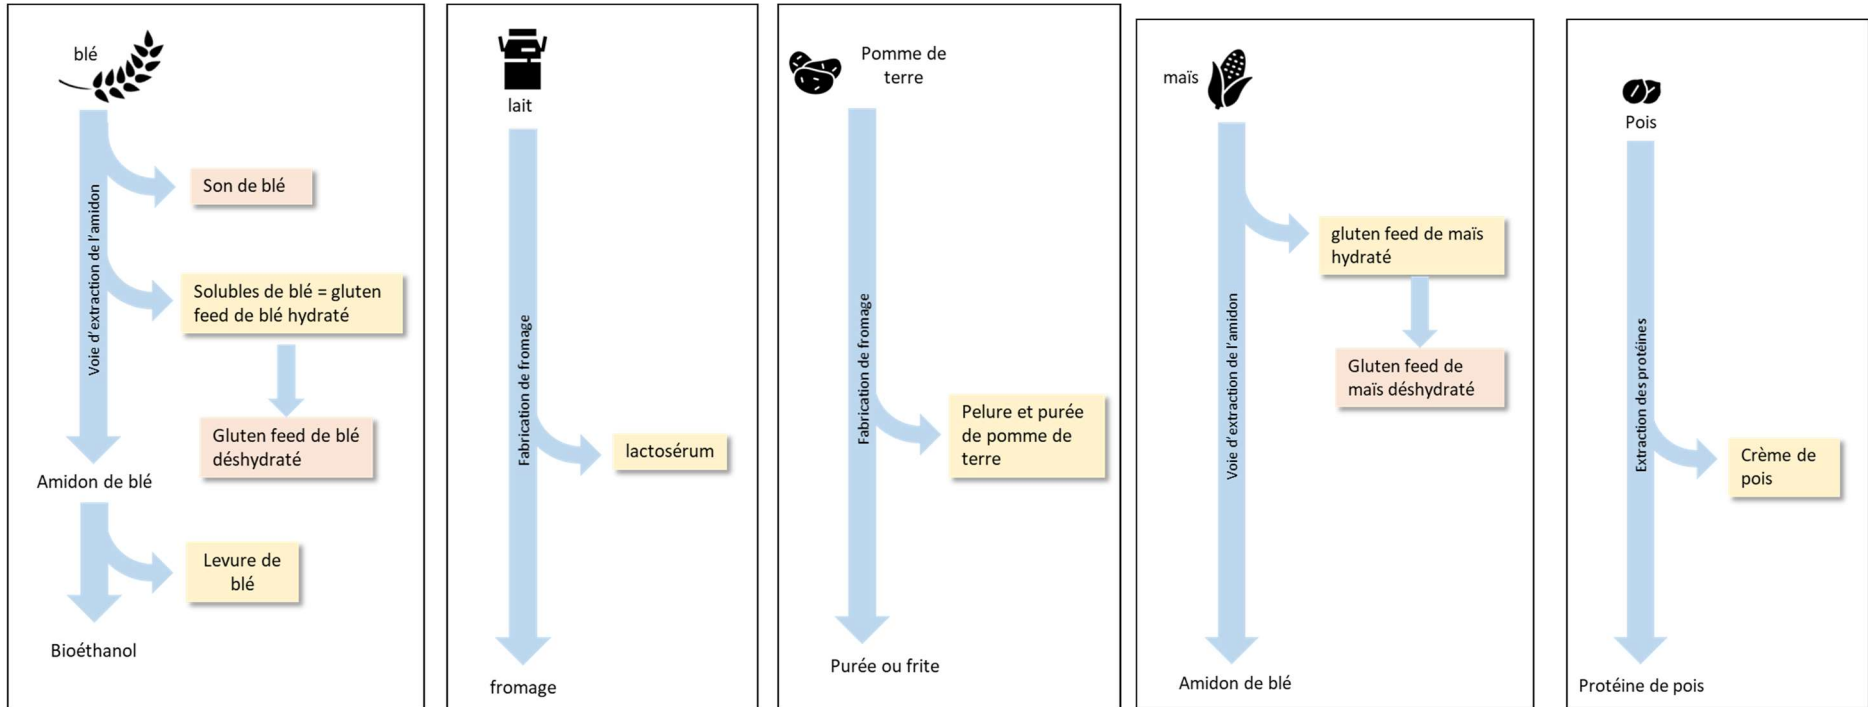 blé
Voie d'extraction de l'amidon
Son de blé
Solubles de blé = gluten
feed de blé hydraté
Gluten feed de blé
déshydraté
Amidon de blé
Levure de
blé
Bioéthanol
lait
Fabrication de fromage
lactosérum
fromage
Pomme de
terre
Fabrication de fromage
Pelure et purée
de pomme de
terre
Purée ou frite
maïs
Voie d'extraction de l'amidon
gluten feed de maïs
hydraté
Gluten feed de
maïs déshydraté
Amidon de blé
Pois
Extraction des protéines
Crème de
pois
Protéine de pois